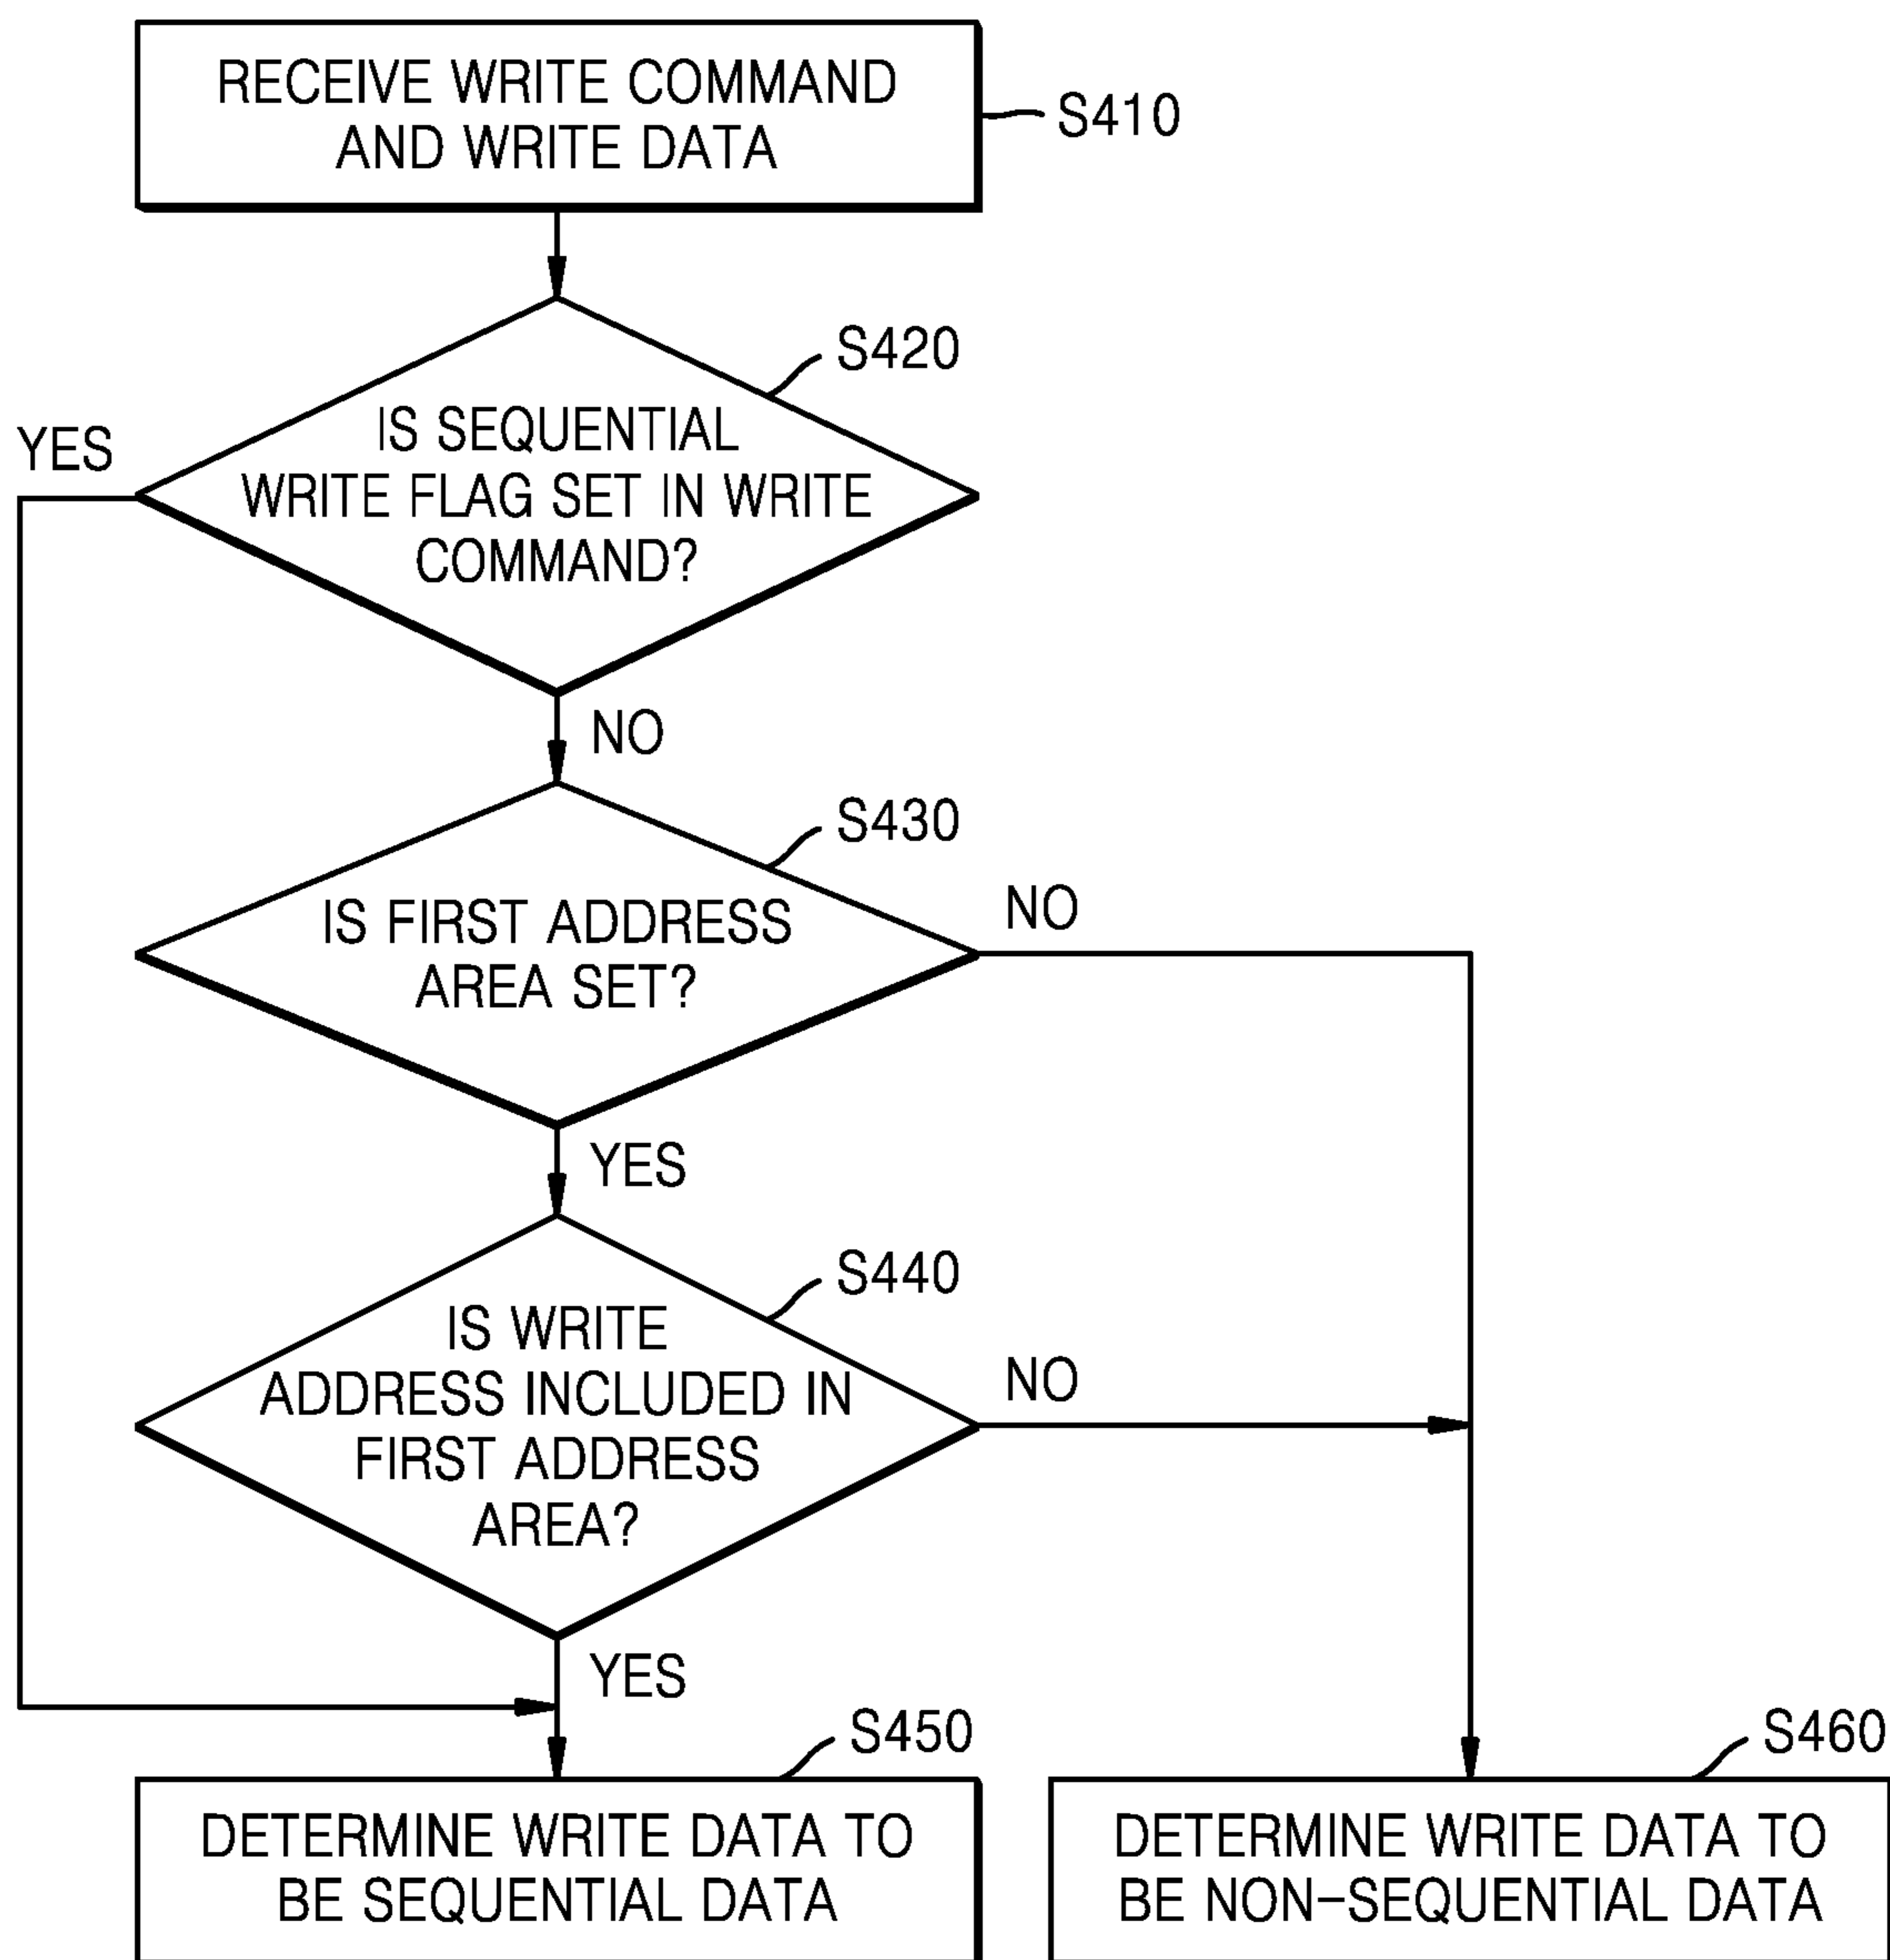 RECEIVE WRITE COMMAND
AND WRITE DATA
S410
S420
IS SEQUENTIAL
WRITE FLAG SET IN WRITE
COMMAND?
YES
NO
S430
IS FIRST ADDRESS
AREA SET?
NO
YES
S440
IS WRITE
ADDRESS INCLUDED IN
FIRST ADDRESS
AREA?
NO
YES
S450
DETERMINE WRITE DATA TO
BE SEQUENTIAL DATA
S460
DETERMINE WRITE DATA TO
BE NON-SEQUENTIAL DATA